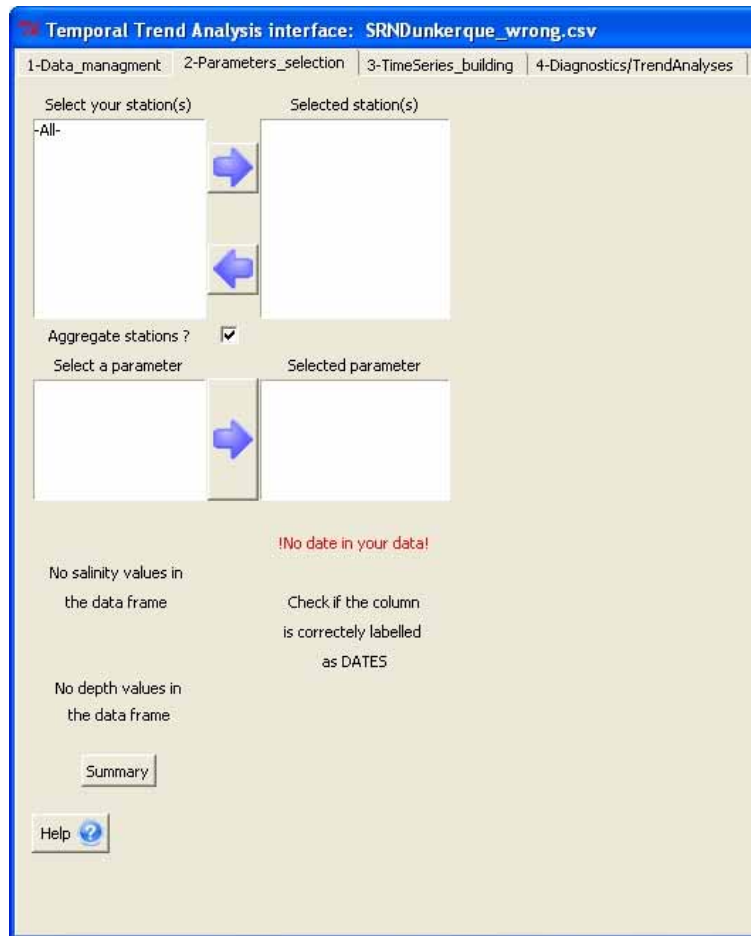 Temporal Trend Analysis interface: SRNDunkerque_wrong.csv
1-Data_managment 2-Parameters_selection 3-TimeSeries_building 4-Diagnostics/TrendAnalyses
Select your station(s) Selected station(s)
-All-
Aggregate stations ?
Select a parameter Selected parameter
!No date in your data!
No salinity values in
the data frame
Check if the column
is correctely labelled
as DATES
No depth values in
the data frame
Summary
Help ?